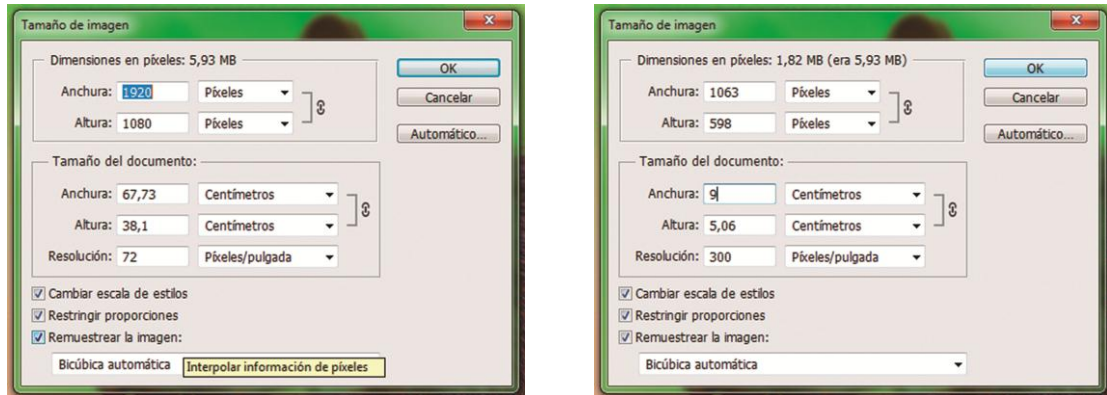 Tamaño de imagen
Dimensiones en píxeles: 5,93 MB
Anchura: 1920 Píxeles
Altura: 1080 Píxeles
OK
Cancelar
Automático...
Tamaño del documento:
Anchura: 67,73 Centímetros
Altura: 38,1 Centímetros
Resolución: 72 Píxeles/pulgada
Cambiar escala de estilos
Restringir proporciones
Remuestrear la imagen:
Bicúbica automática
Interpolar información de píxeles
Tamaño de imagen
Dimensiones en píxeles: 1,82 MB (era 5,93 MB)
Anchura: 1063 Píxeles
Altura: 598 Píxeles
OK
Cancelar
Automático...
Tamaño del documento:
Anchura: 9 Centímetros
Altura: 5,06 Centímetros
Resolución: 300 Píxeles/pulgada
Cambiar escala de estilos
Restringir proporciones
Remuestrear la imagen:
Bicúbica automática